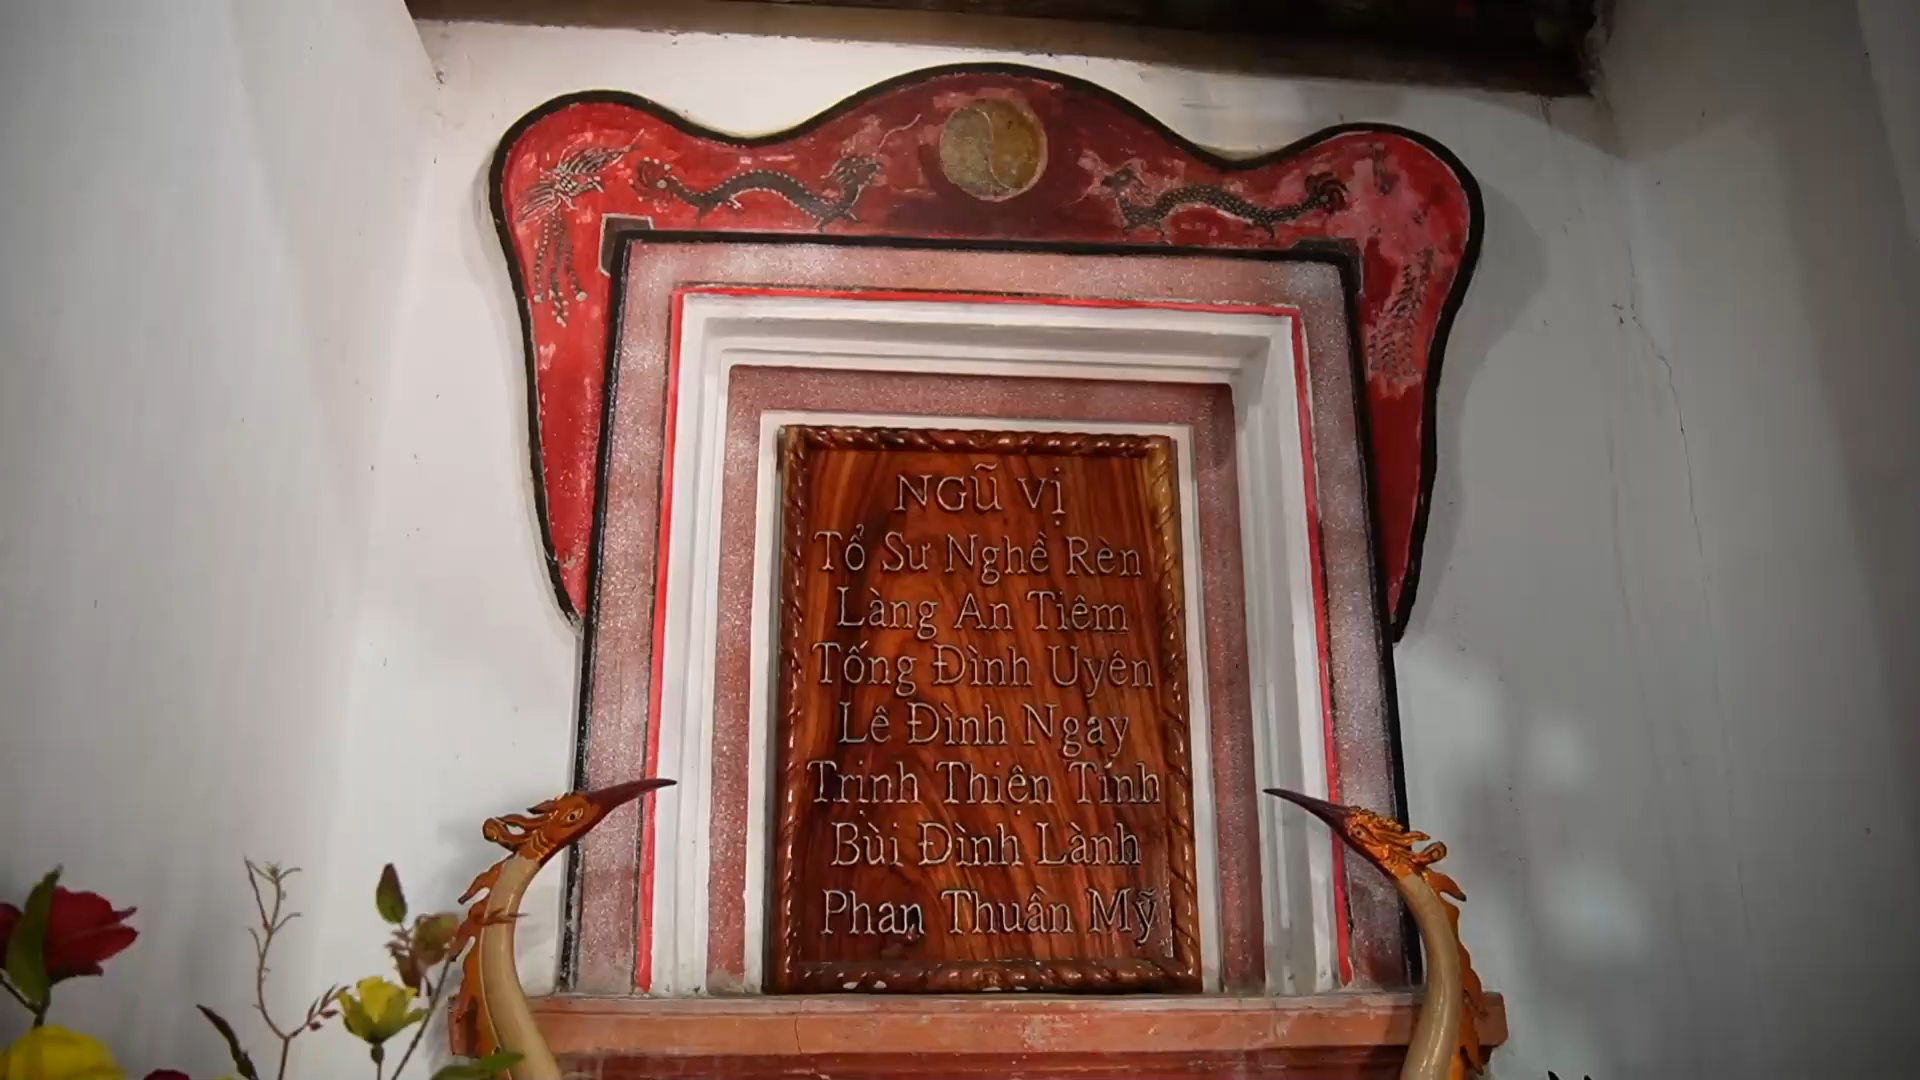 NGŨ Vị
Tổ Sư Nghề Rèn
Làng An Tiêm
Tống Đình Uyên
Lê Đình Ngay
Trịnh Thiện Tính
Bùi Đình Lành
Phan Thuần Mỹ